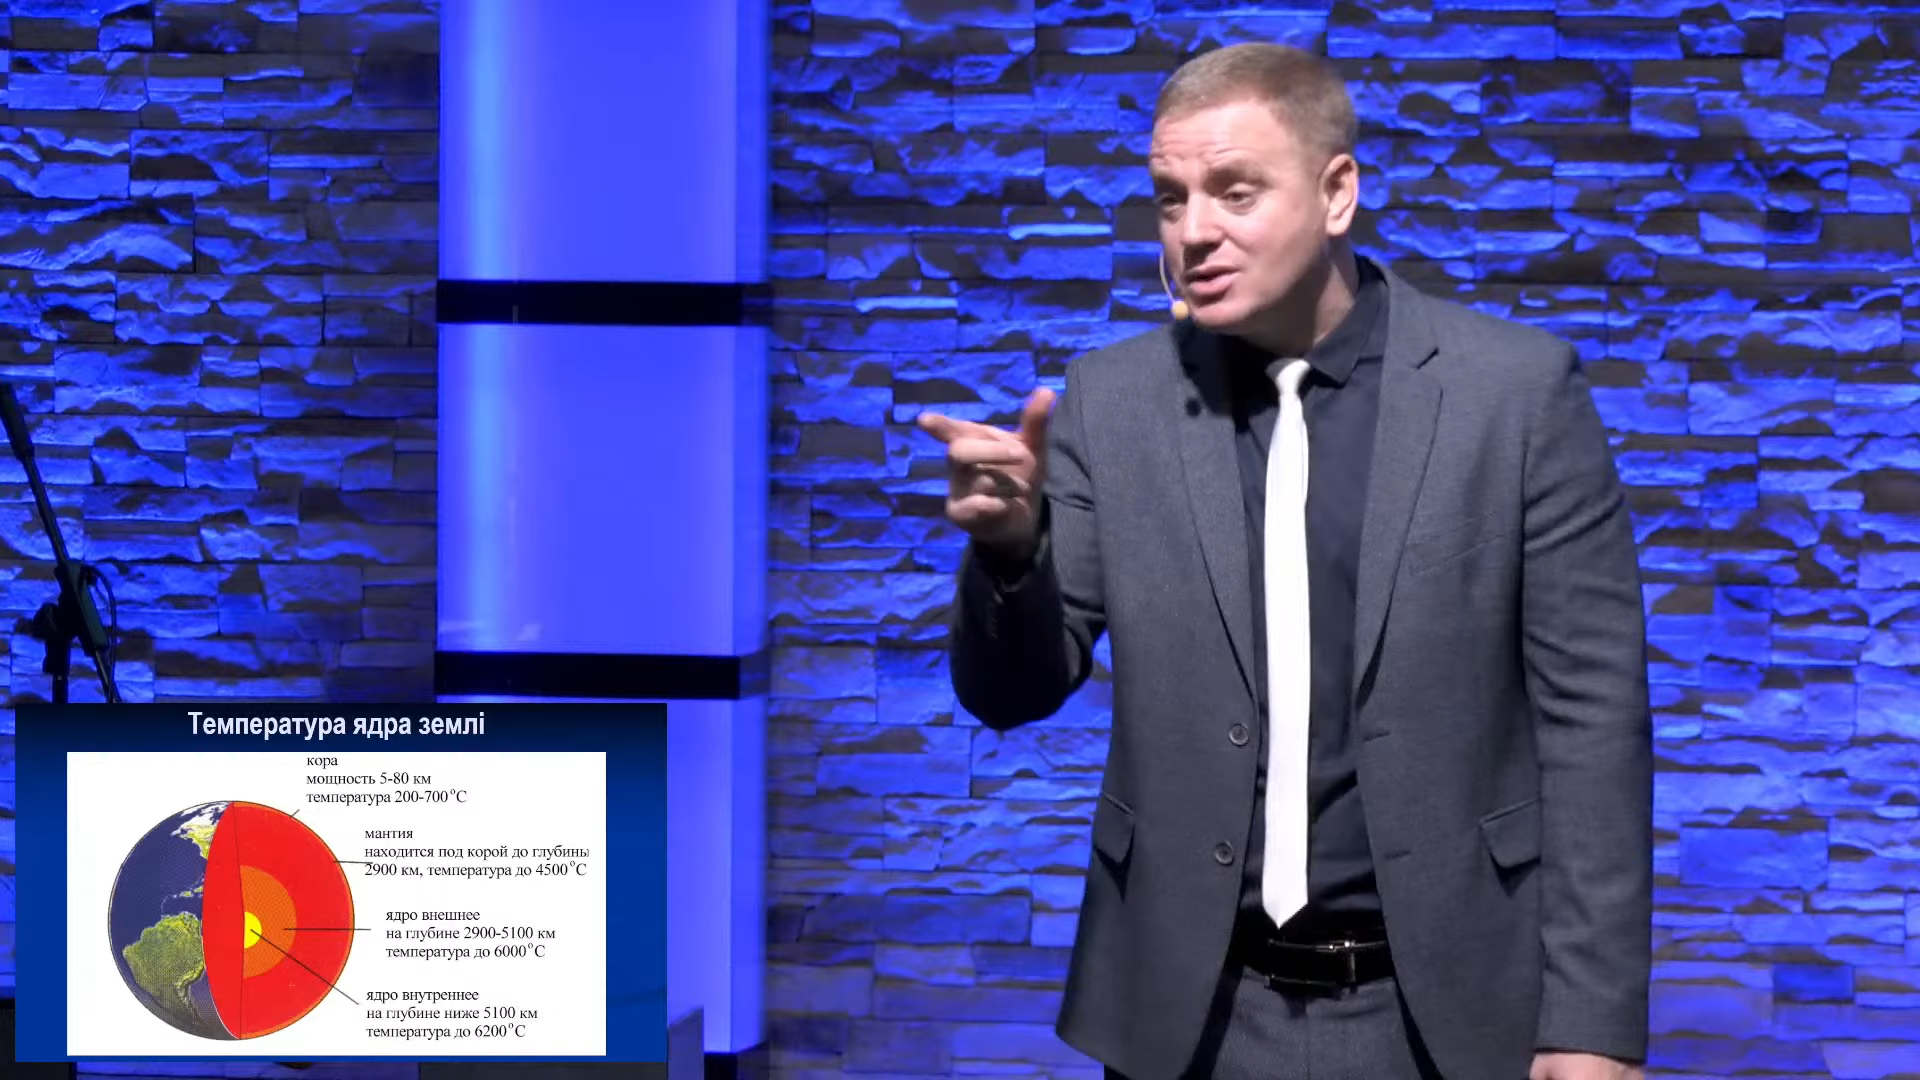 Температура ядра землі
кора
мощность 5-80 км
температура 200-700°C
мантия
находится под корой до глубины
2900 км, температура до 4500°C
ядро внешнее
на глубине 2900-5100 км
температура до 6000°C
ядро внутреннее
на глубине ниже 5100 км
температура до 6200°C